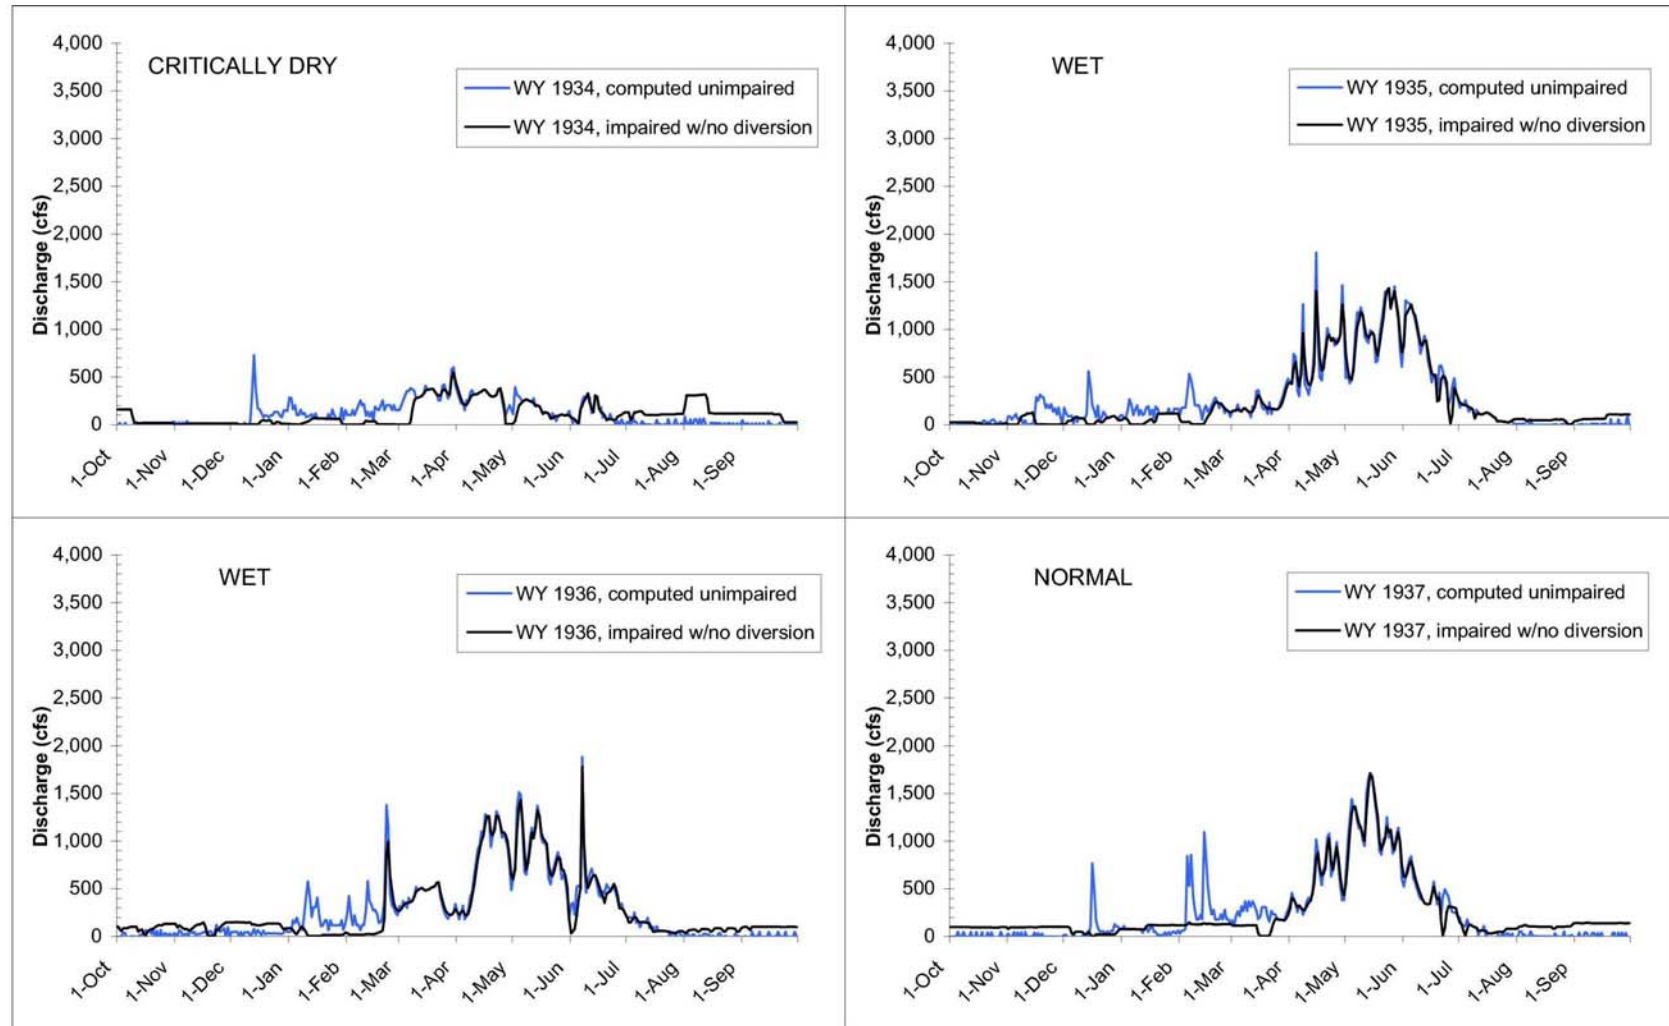 CRITICALLY DRY
WY 1934, computed unimpaired
WY 1934, impaired w/no diversion
Discharge (cfs)
4,000
3,500
3,000
2,500
2,000
1,500
1,000
500
0
1-Oct
1-Nov
1-Dec
1-Jan
1-Feb
1-Mar
1-Apr
1-May
1-Jun
1-Jul
1-Aug
1-Sep
WET
WY 1935, computed unimpaired
WY 1935, impaired w/no diversion
Discharge (cfs)
4,000
3,500
3,000
2,500
2,000
1,500
1,000
500
0
1-Oct
1-Nov
1-Dec
1-Jan
1-Feb
1-Mar
1-Apr
1-May
1-Jun
1-Jul
1-Aug
1-Sep
WET
WY 1936, computed unimpaired
WY 1936, impaired w/no diversion
Discharge (cfs)
4,000
3,500
3,000
2,500
2,000
1,500
1,000
500
0
1-Oct
1-Nov
1-Dec
1-Jan
1-Feb
1-Mar
1-Apr
1-May
1-Jun
1-Jul
1-Aug
1-Sep
NORMAL
WY 1937, computed unimpaired
WY 1937, impaired w/no diversion
Discharge (cfs)
4,000
3,500
3,000
2,500
2,000
1,500
1,000
500
0
1-Oct
1-Nov
1-Dec
1-Jan
1-Feb
1-Mar
1-Apr
1-May
1-Jun
1-Jul
1-Aug
1-Sep